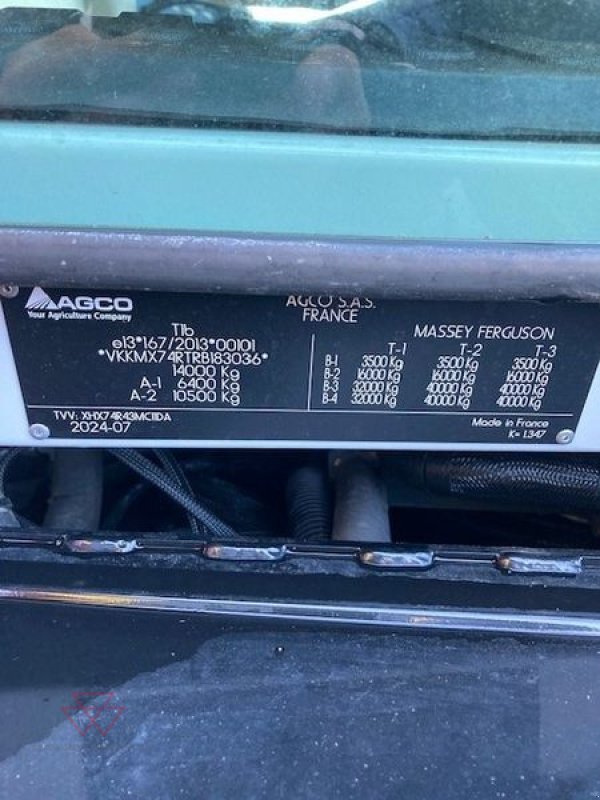 AGCO
Your Agriculture Company
AGCO S.A.S.
FRANCE
T1b
e13*167/2013*00101
*VKKMX74RTRB183036*
14000 Kg
A-1 6400 Kg
A-2 10500 Kg
MASSEY FERGUSON
T-1 T-2 T-3
B-1 3500 Kg 3500 Kg 3500 Kg
B-2 16000 Kg 16000 Kg 16000 Kg
B-3 32000 Kg 40000 Kg 40000 Kg
B-4 32000 Kg 40000 Kg 40000 Kg
TVV: XHX74R43MC11DA
2024-07
Made in France
K= 1.347